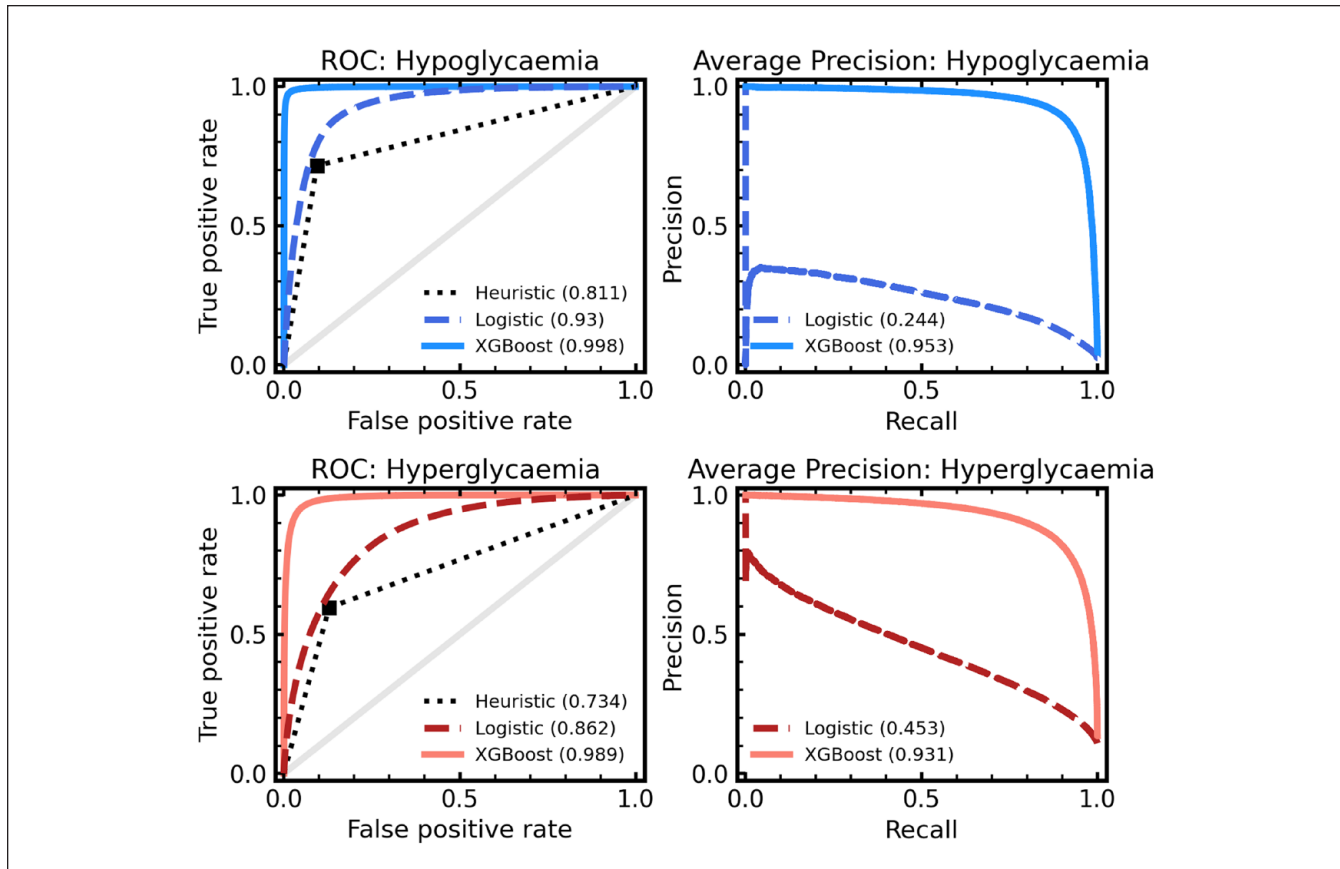 ROC: Hypoglycaemia
1.0
0.5
0.0
True positive rate
Heuristic (0.811)
Logistic (0.93)
XGBoost (0.998)
0.0 0.5 1.0
False positive rate
Average Precision: Hypoglycaemia
1.0
0.5
0.0
Precision
Logistic (0.244)
XGBoost (0.953)
0.0 0.5 1.0
Recall
ROC: Hyperglycaemia
1.0
0.5
0.0
True positive rate
Heuristic (0.734)
Logistic (0.862)
XGBoost (0.989)
0.0 0.5 1.0
False positive rate
Average Precision: Hyperglycaemia
1.0
0.5
0.0
Precision
Logistic (0.453)
XGBoost (0.931)
0.0 0.5 1.0
Recall